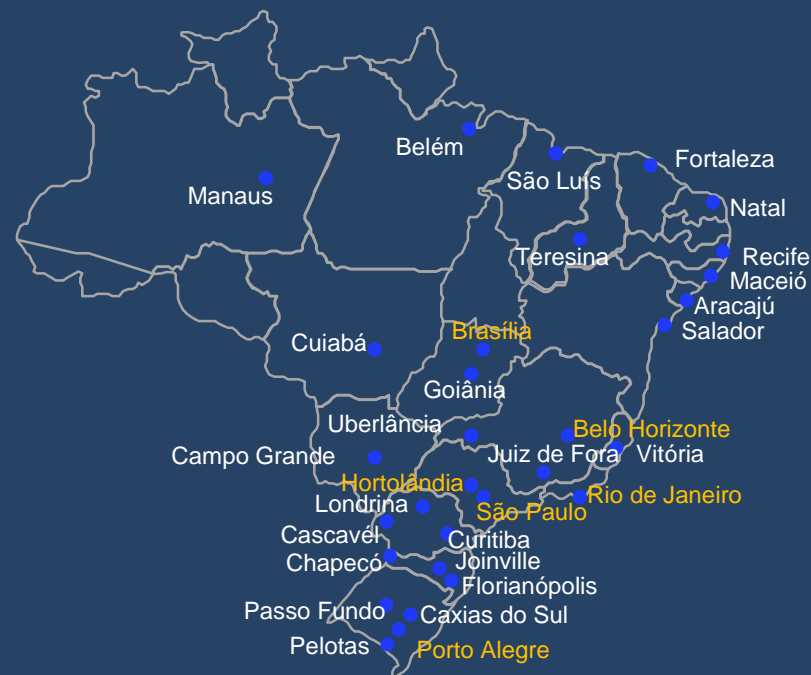 Belém
Fortaleza
São Luís
Manaus
Natal
Teresina
Recife
Maceió
Aracajú
Salador
Brasília
Cuiabá
Goiânia
Uberlância
Belo Horizonte
Juiz de Fora
Vitória
Campo Grande
Hortolândia
Rio de Janeiro
Londrina
São Paulo
Cascavél
Curitiba
Chapecó
Joinville
Florianópolis
Passo Fundo
Caxias do Sul
Pelotas
Porto Alegre